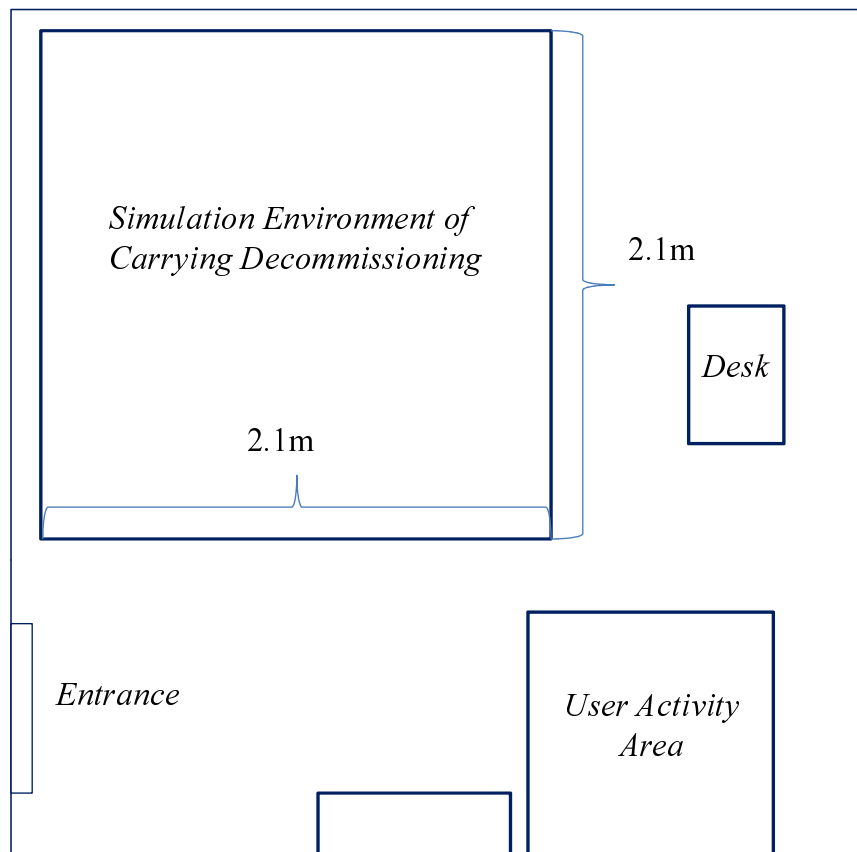 Simulation Environment of
Carrying Decommissioning
2.1m
Desk
2.1m
Entrance
User Activity
Area